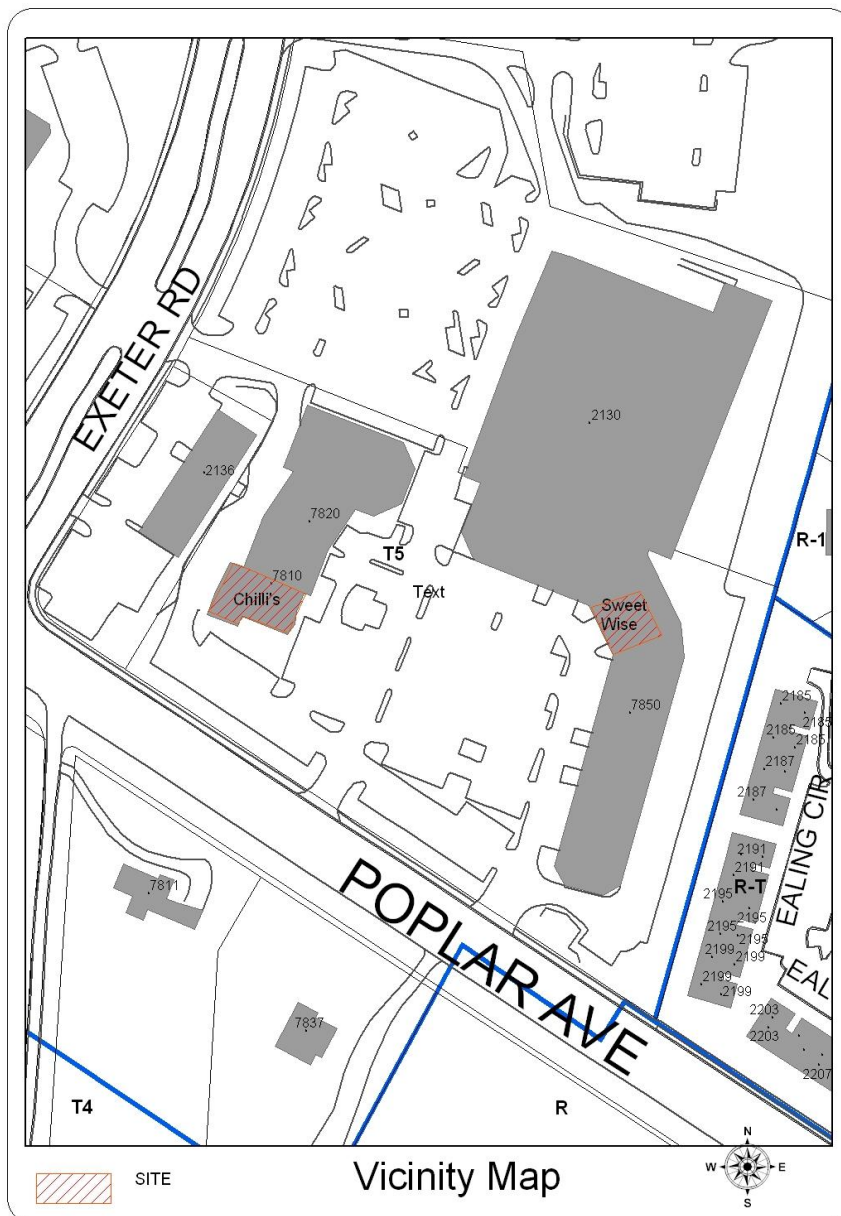 EXETER RD
2130
2136
7820
R-1
T5
7810
Text
Chilli's
Sweet
Wise
7850
2185
2185
2185
2185
2187
2187
EALING CIR
2191
2191
7811
R-T
2195
2195
2195
2195
2199
2199
2199
2199
EAL
POPLAR AVE
2203
2203
7837
2207
T4
R
N
W
E
S
SITE
Vicinity Map